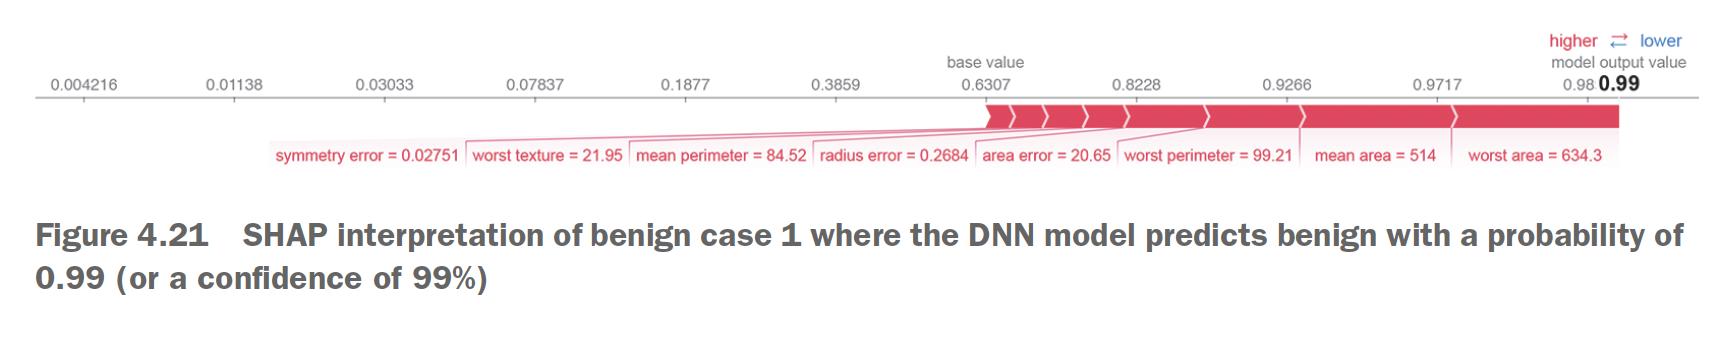 higher ⇄ lower
base value
model output value
0.004216 0.01138 0.03033 0.07837 0.1877 0.3859 0.6307 0.8228 0.9266 0.9717 0.98 0.99
symmetry error = 0.02751 worst texture = 21.95 mean perimeter = 84.52 radius error = 0.2684 area error = 20.65 worst perimeter = 99.21 mean area = 514 worst area = 634.3
Figure 4.21 SHAP interpretation of benign case 1 where the DNN model predicts benign with a probability of
0.99 (or a confidence of 99%)